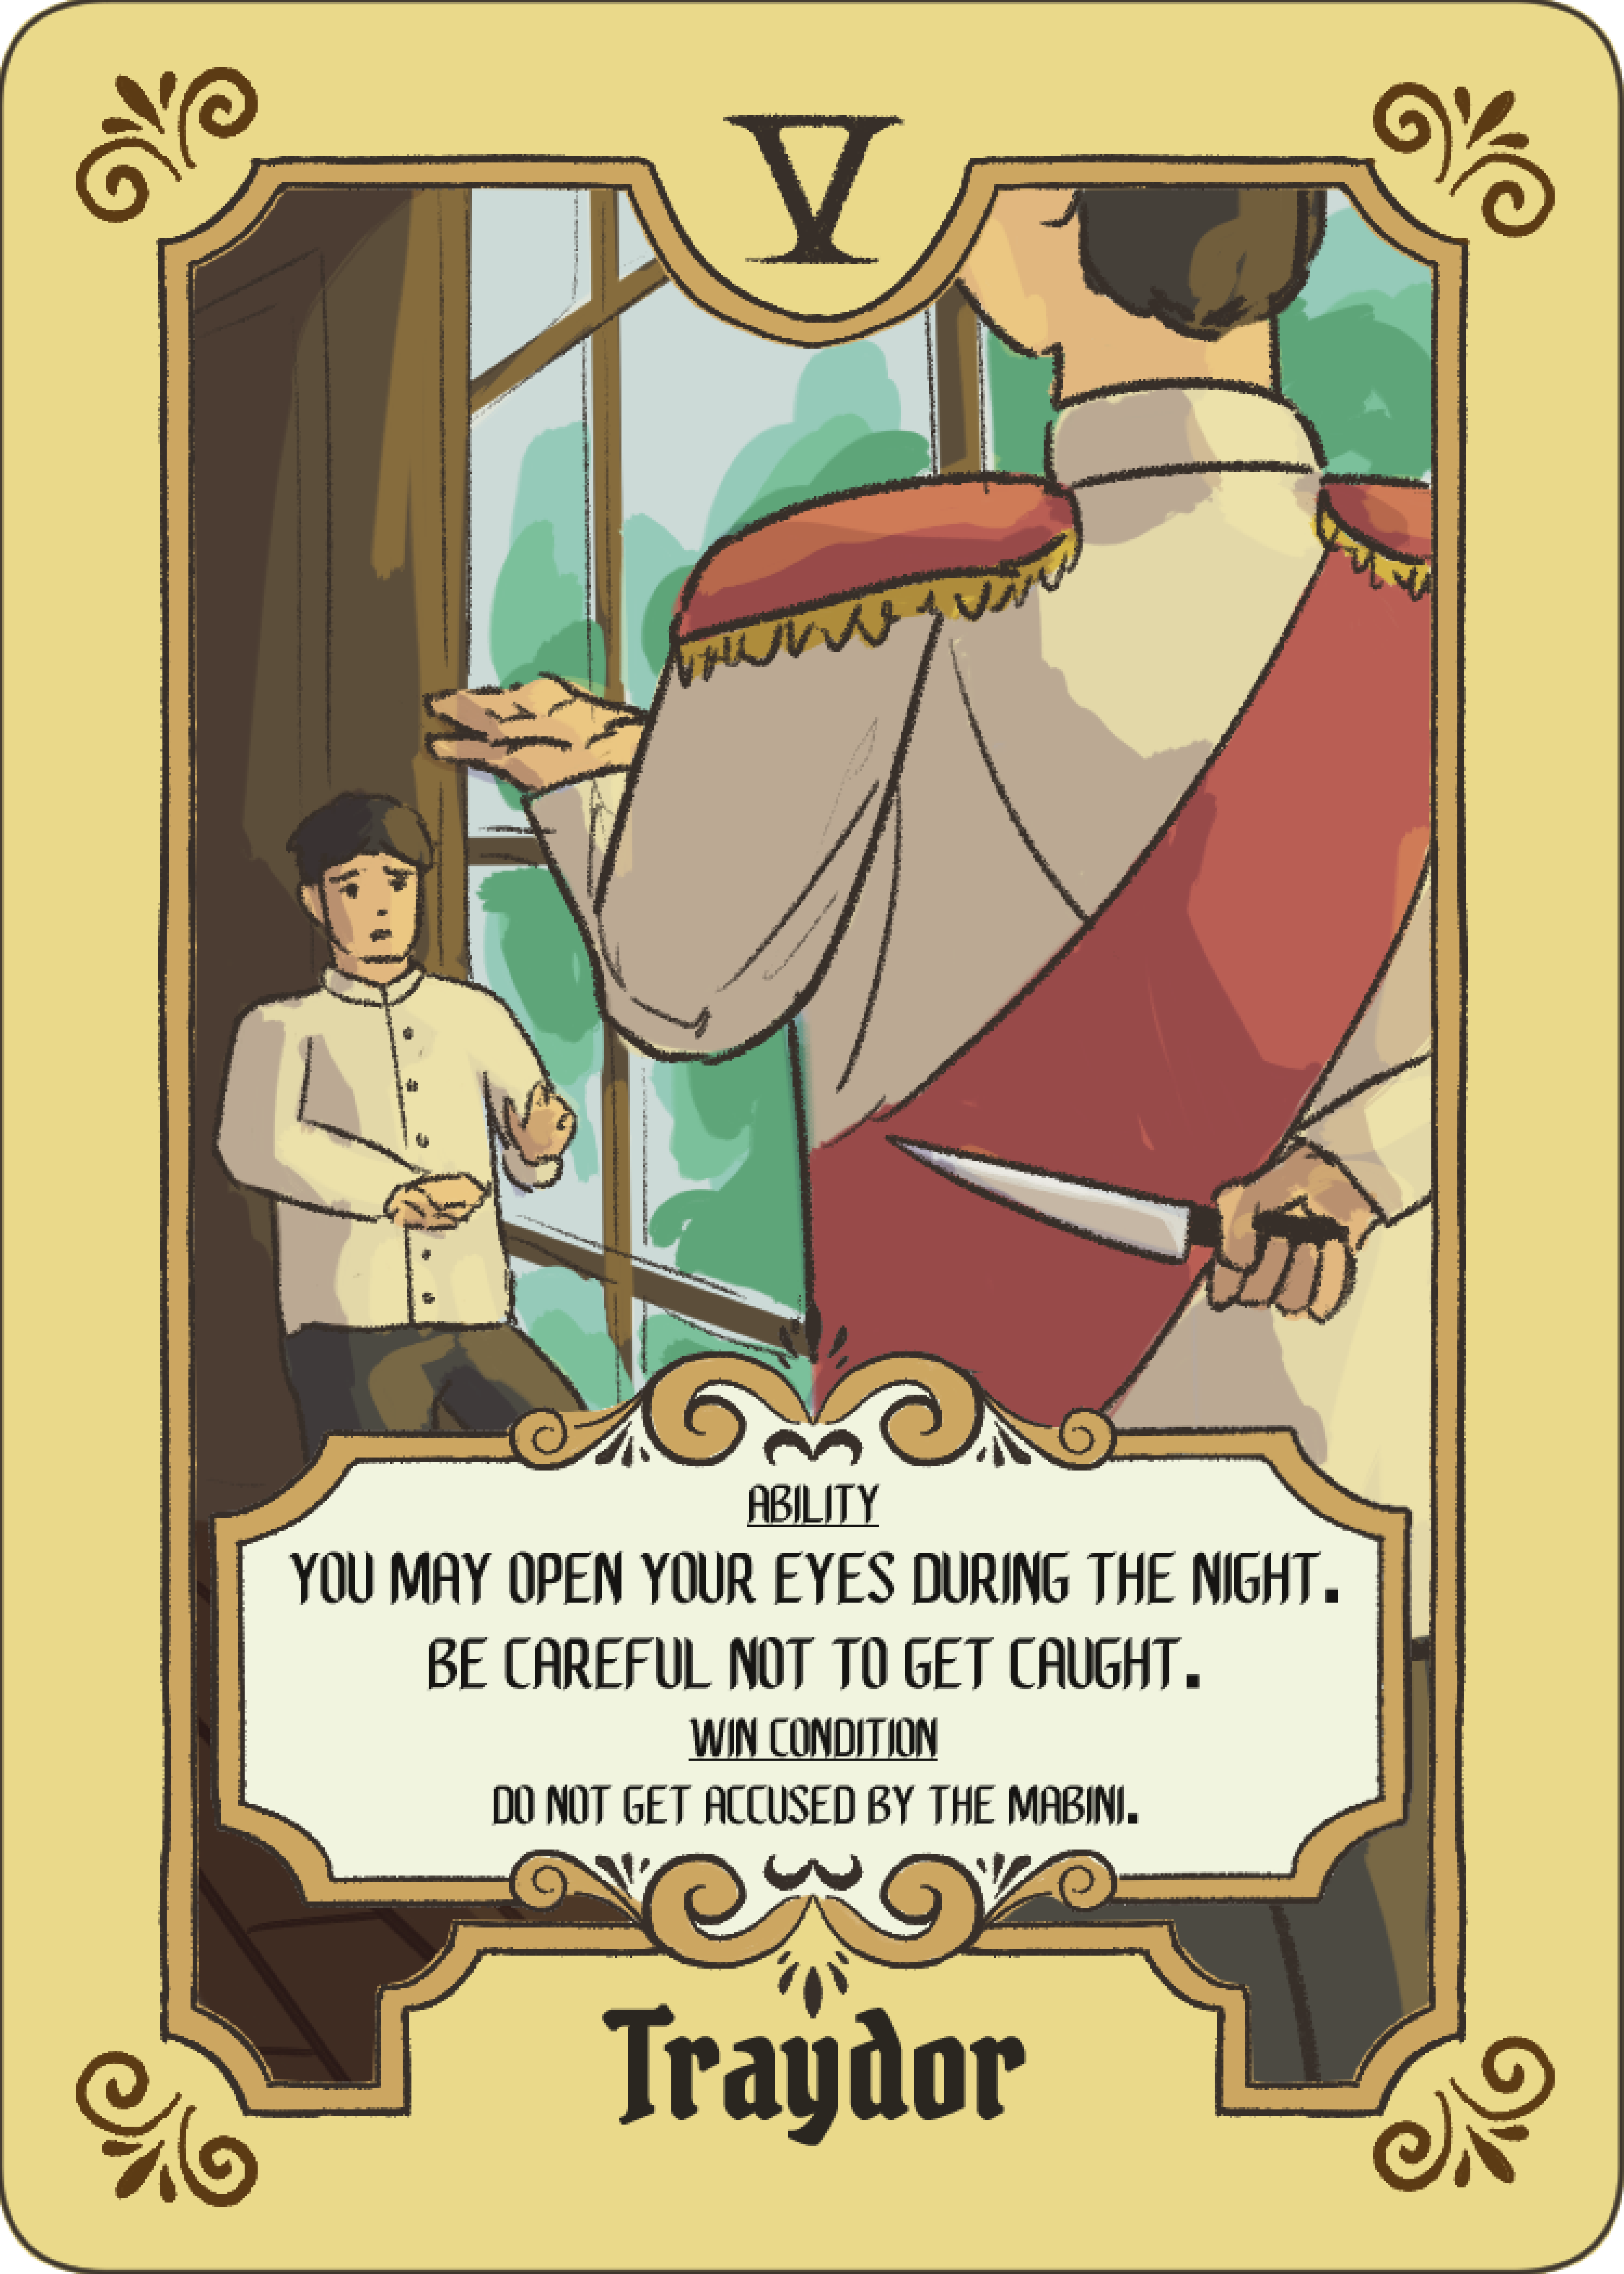 V
ABILITY
YOU MAY OPEN YOUR EYES DURING THE NIGHT.
BE CAREFUL NOT TO GET CAUGHT.
WIN CONDITION
DO NOT GET ACCUSED BY THE MABINI.
Traydor